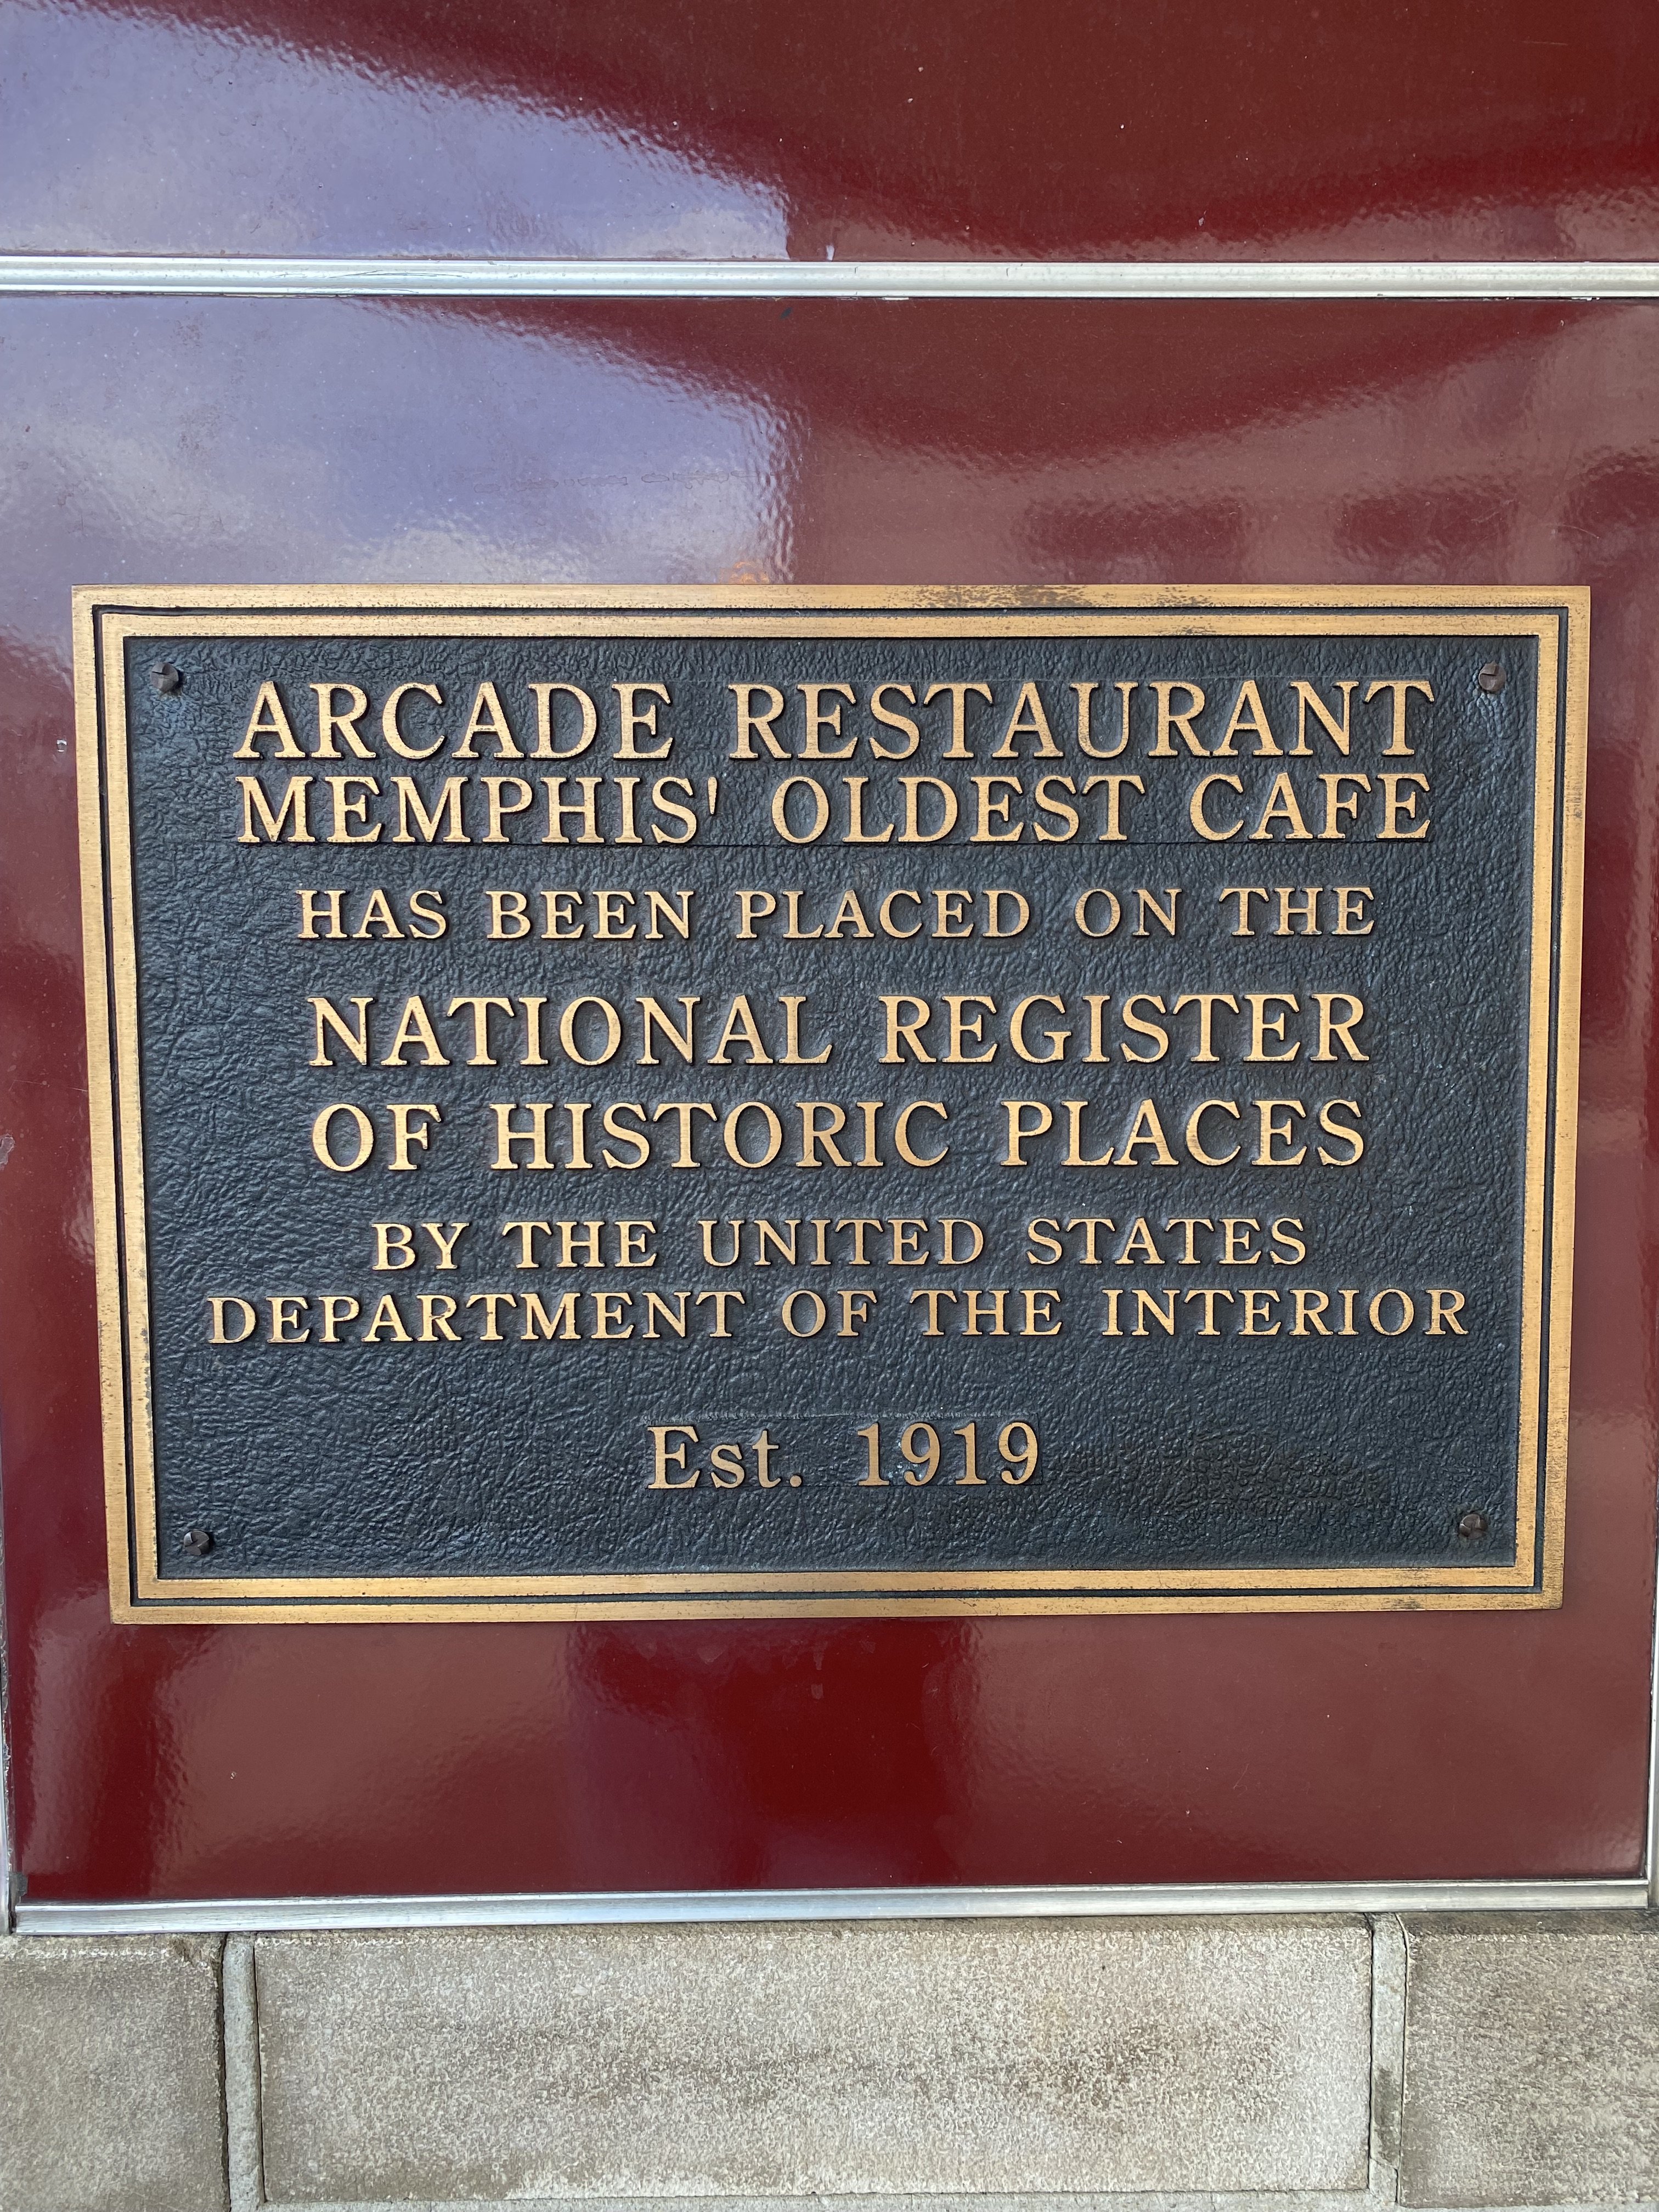 ARCADE RESTAURANT
MEMPHIS' OLDEST CAFE
HAS BEEN PLACED ON THE
NATIONAL REGISTER
OF HISTORIC PLACES
BY THE UNITED STATES
DEPARTMENT OF THE INTERIOR
Est. 1919